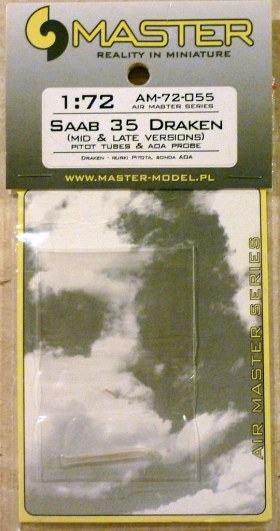 MASTER
REALITY IN MINIATURE
1:72
AM-72-055
AIR MASTER SERIES
SAAB 35 DRAKEN
(MID & LATE VERSIONS)
PITOT TUBES & AOA PROBE
DRAKEN - RURKI PITOTA, SONDA AOA
WWW.MASTER-MODEL.PL
AIR MASTER SERIES